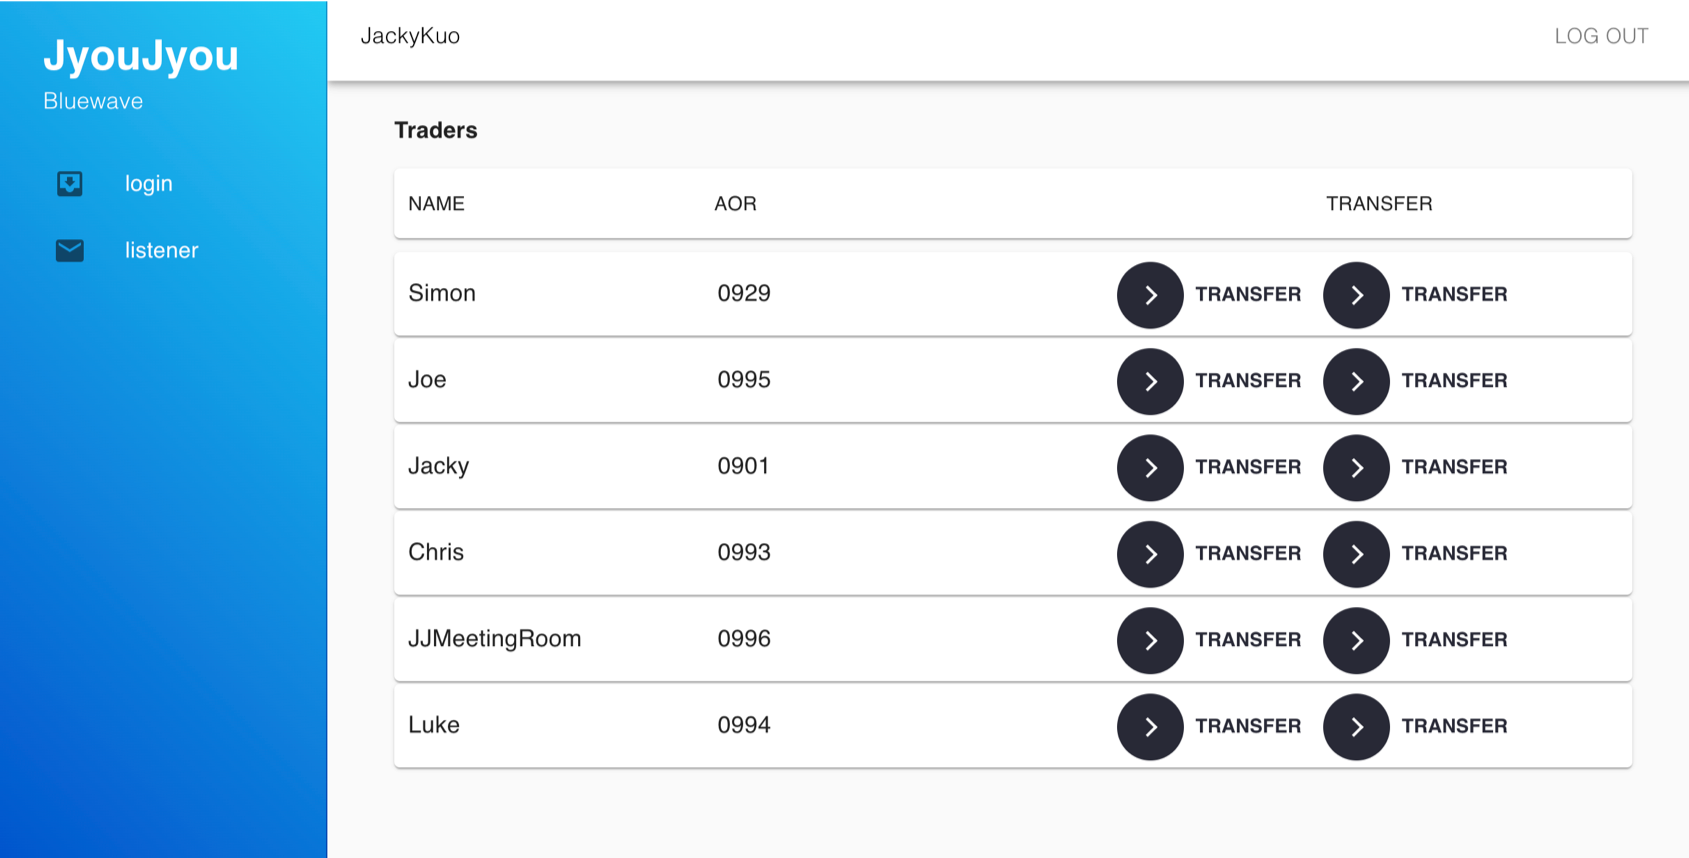 JyouJyou
Bluewave
login
listener
JackyKuo LOG OUT
Traders
NAME AOR TRANSFER
Simon 0929 TRANSFER TRANSFER
Joe 0995 TRANSFER TRANSFER
Jacky 0901 TRANSFER TRANSFER
Chris 0993 TRANSFER TRANSFER
JJMeetingRoom 0996 TRANSFER TRANSFER
Luke 0994 TRANSFER TRANSFER